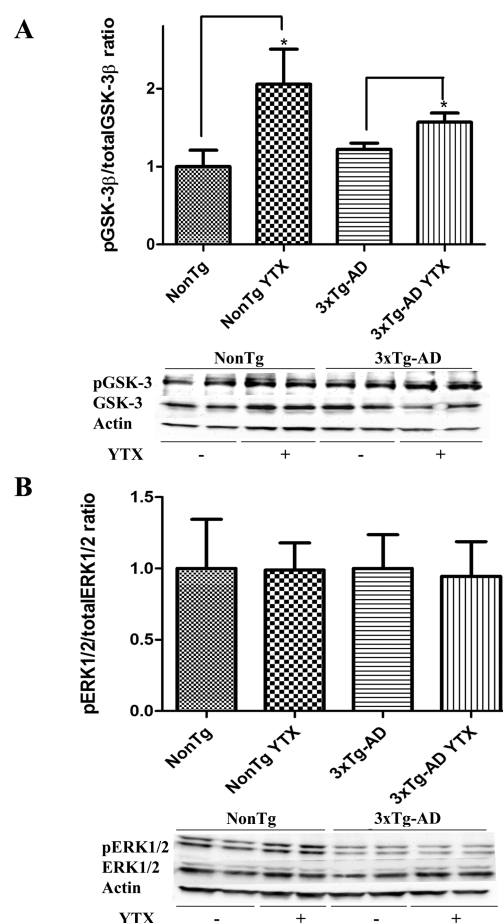 A
pGSK-3β/totalGSK-3β ratio
2
1
0
*
*
NonTg
NonTg YTX
3xTg-AD
3xTg-AD YTX
NonTg 3xTg-AD
pGSK-3
GSK-3
Actin
YTX - + - +
B
pERK1/2/totalERK1/2 ratio
1.5
1.0
0.5
0.0
NonTg
NonTg YTX
3xTg-AD
3xTg-AD YTX
NonTg 3xTg-AD
pERK1/2
ERK1/2
Actin
YTX - + - +